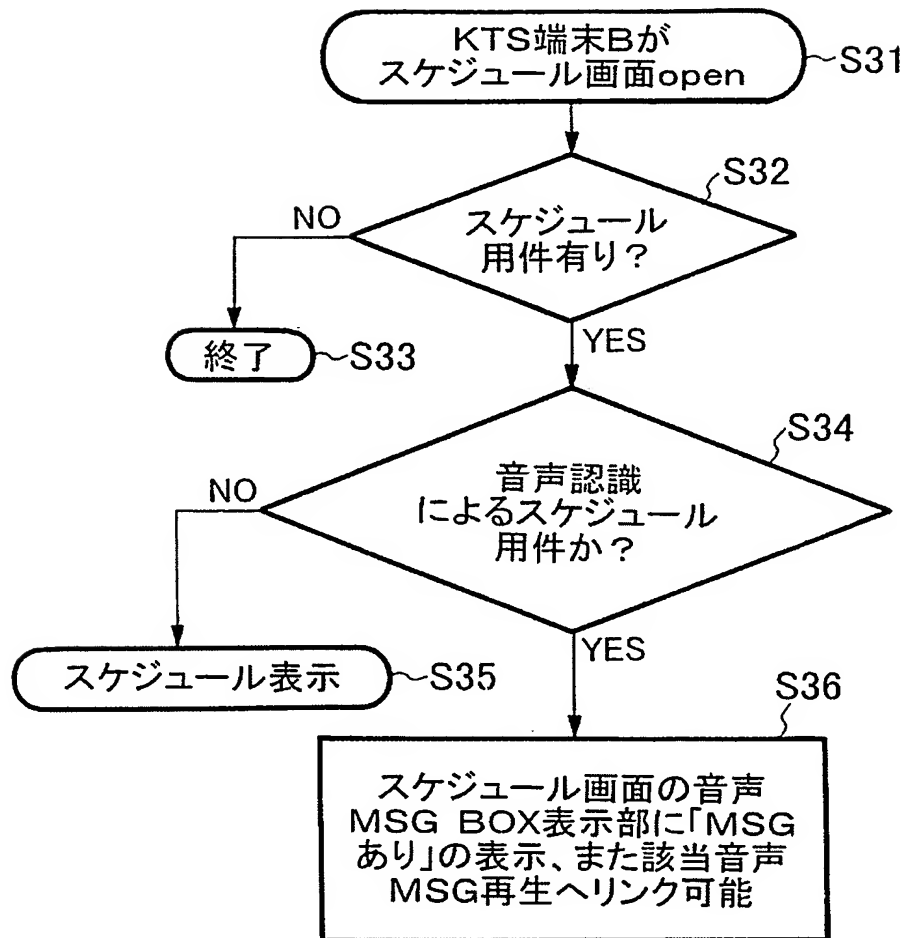 KTS端末Bが
スケジュール画面open
S31
S32
スケジュール
用件有り?
NO
YES
終了
S33
S34
音声認識
によるスケジュール
用件か?
NO
YES
スケジュール表示
S35
S36
スケジュール画面の音声
MSG BOX表示部に「MSG
あり」の表示、また該当音声
MSG再生へリンク可能